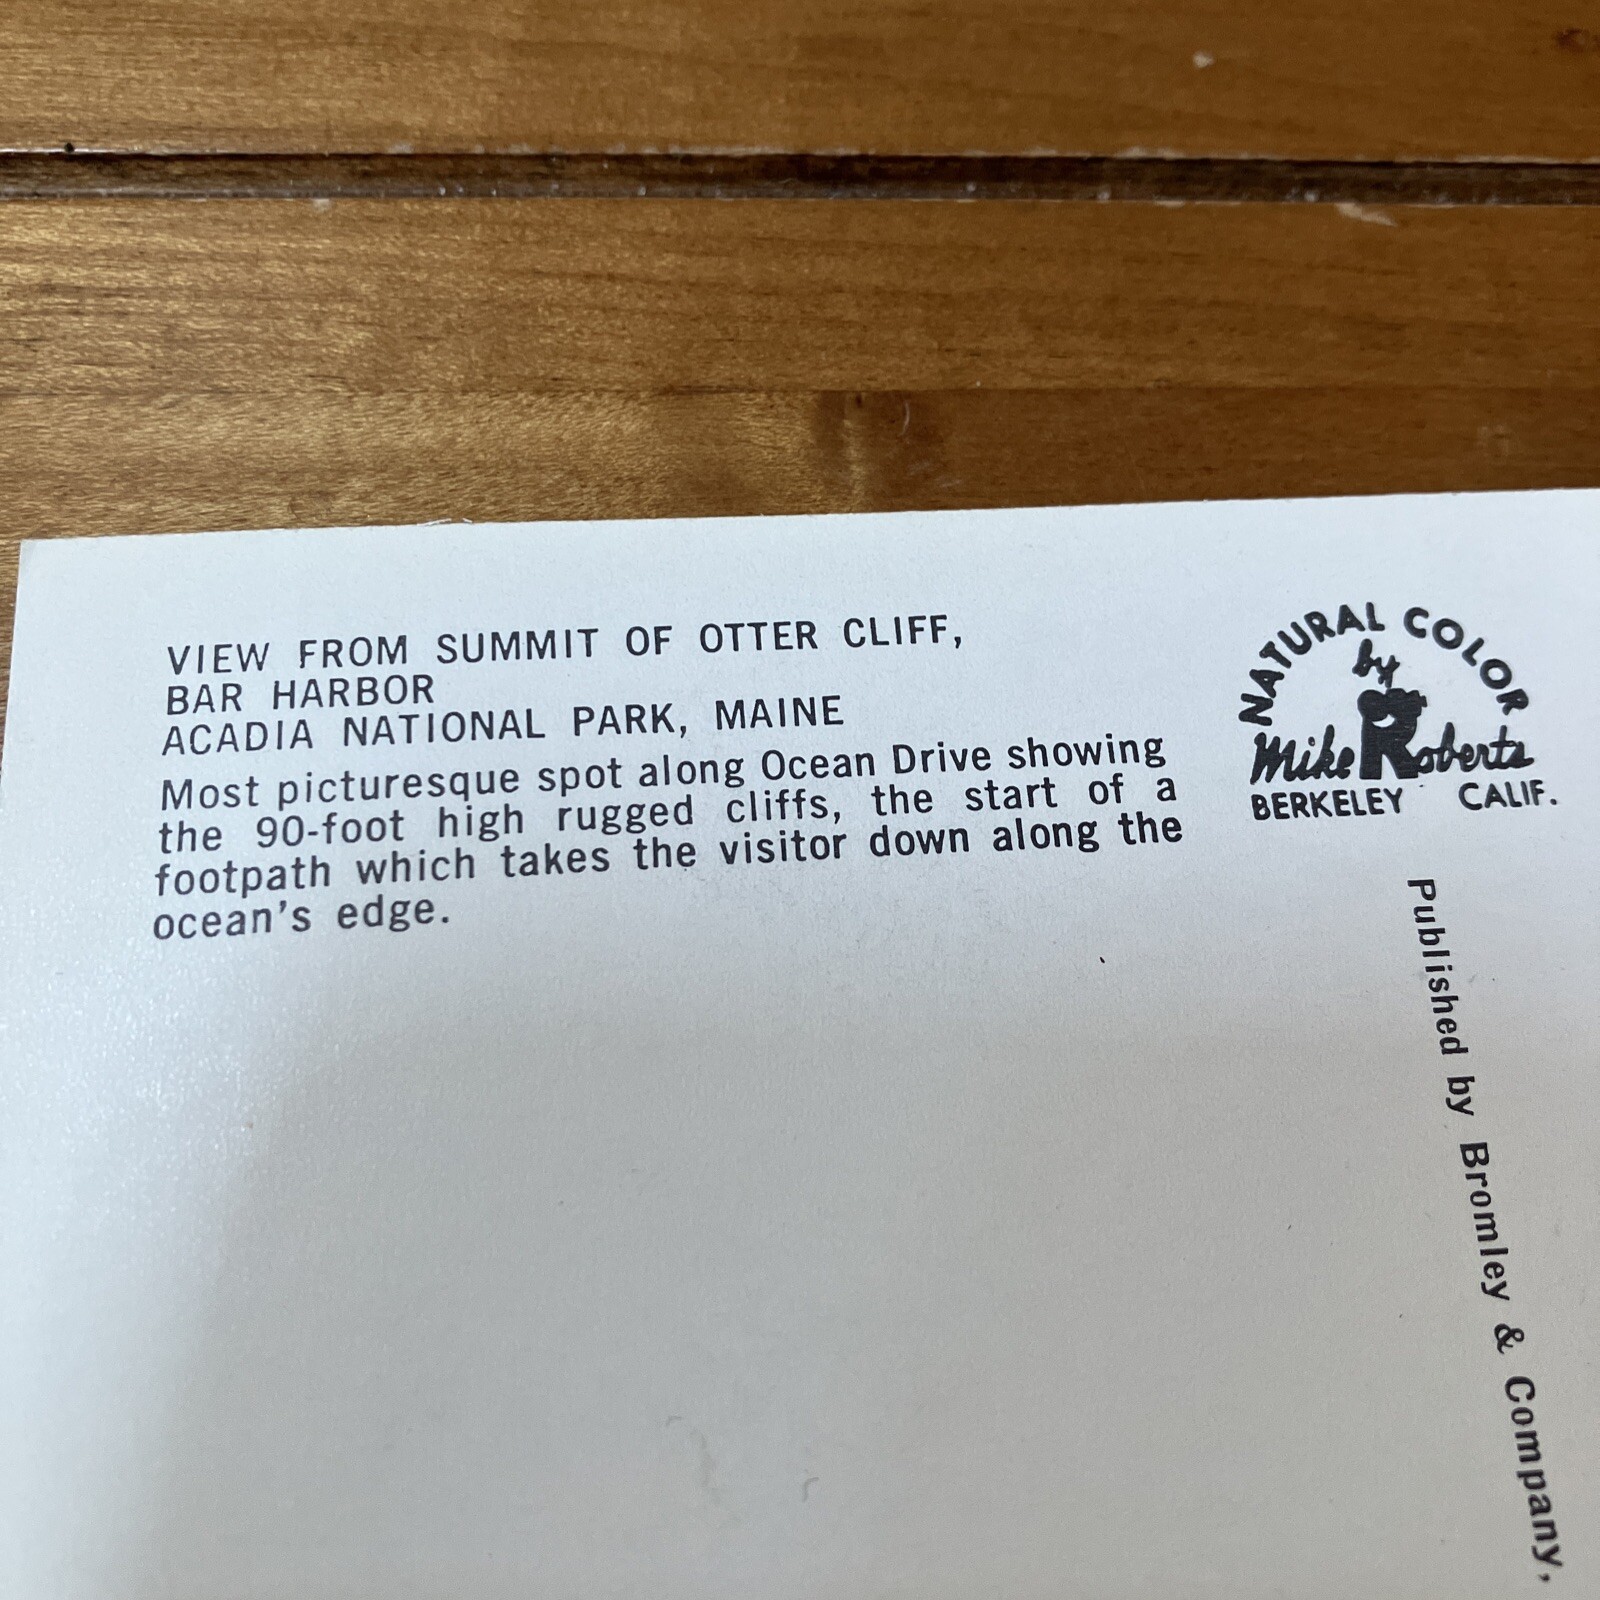 VIEW FROM SUMMIT OF OTTER CLIFF,
BAR HARBOR
ACADIA NATIONAL PARK, MAINE
Most picturesque spot along Ocean Drive showing
the 90-foot high rugged cliffs, the start of a
footpath which takes the visitor down along the
ocean's edge.
NATURAL COLOR
by
Mike Roberts
BERKELEY CALIF.
Published by Bromley & Company,